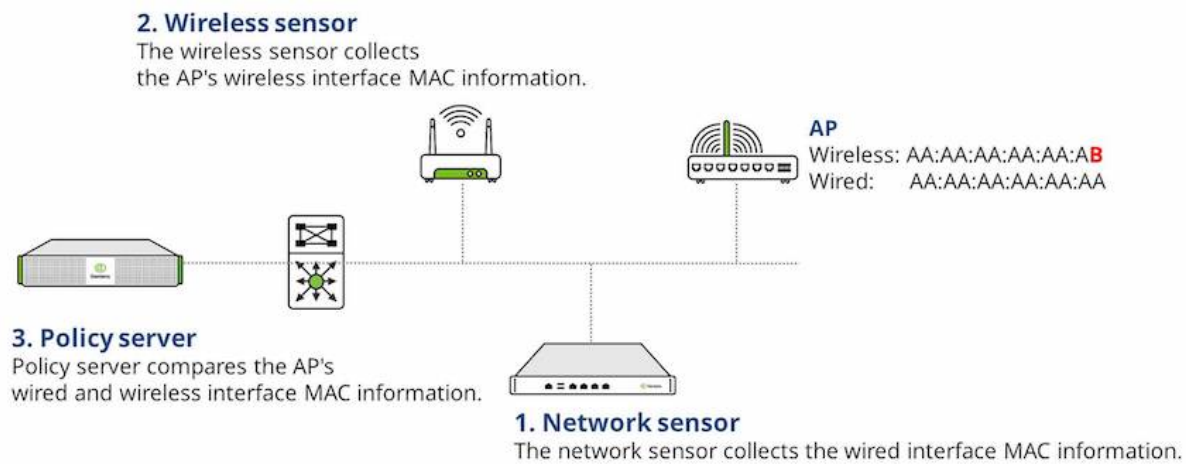 2. Wireless sensor
The wireless sensor collects
the AP's wireless interface MAC information.
AP
Wireless: AA:AA:AA:AA:AA:AB
Wired: AA:AA:AA:AA:AA:AA
3. Policy server
Policy server compares the AP's
wired and wireless interface MAC information.
1. Network sensor
The network sensor collects the wired interface MAC information.